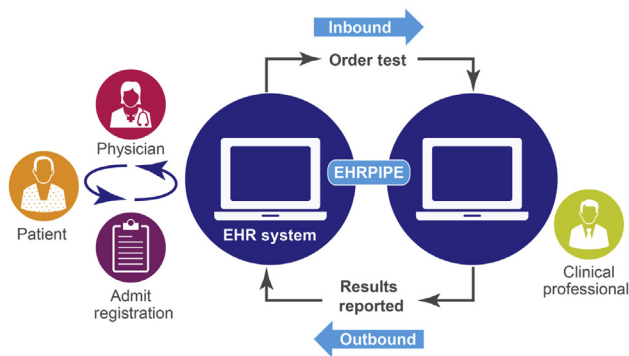 Inbound
Order test
Physician
EHRPIPE
Patient
EHR system
Admit
registration
Results
reported
Clinical
professional
Outbound